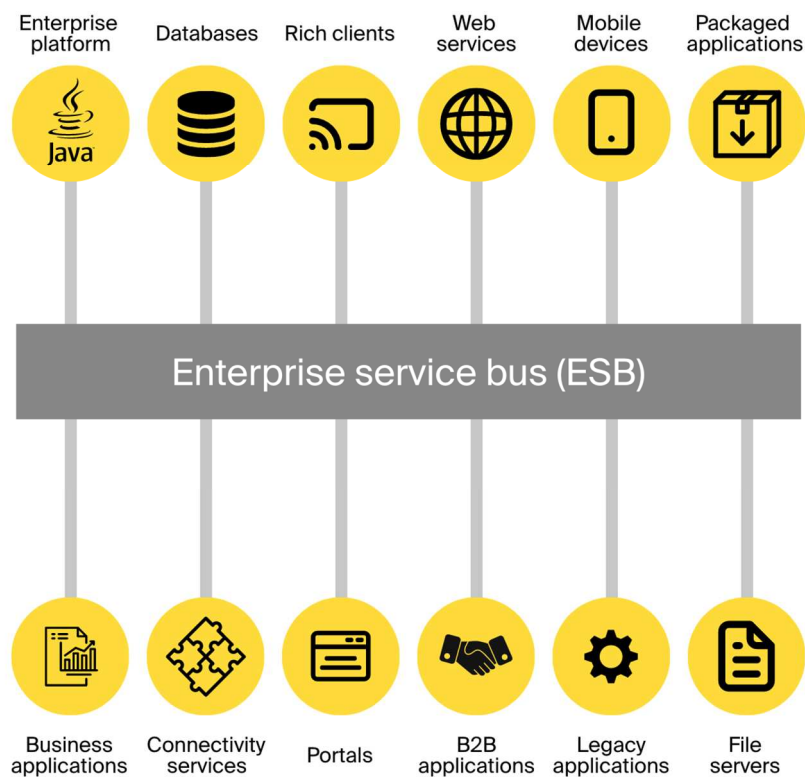 Enterprise
platform
Databases
Rich clients
Web
services
Mobile
devices
Packaged
applications
Java
Enterprise service bus (ESB)
Business
applications
Connectivity
services
Portals
B2B
applications
Legacy
applications
File
servers